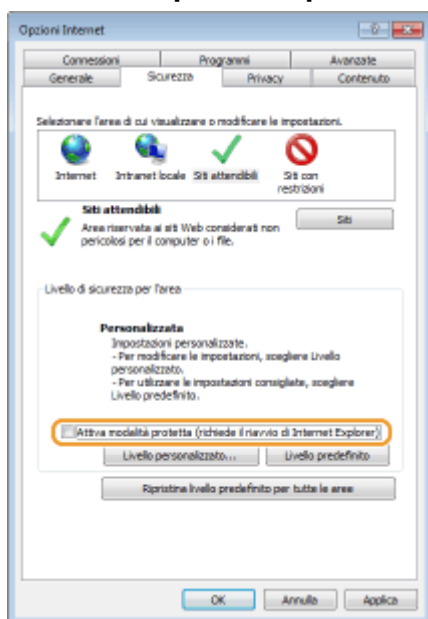 Opzioni Internet
Connessioni Programmi Avanzate
Generale Sicurezza Privacy Contenuto
Selezionare l'area di cui visualizzare o modificare le impostazioni.
Internet Intranet locale Siti attendibili Siti con
restrizioni
Siti attendibili
Area riservata ai siti Web considerati non
pericolosi per il computer o i file.
Siti
Livello di sicurezza per l'area
Personalizzata
Impostazioni personalizzate.
- Per modificare le impostazioni, scegliere Livello
personalizzato.
- Per utilizzare le impostazioni consigliate, scegliere
Livello predefinito.
Attiva modalità protetta (richiede il riavvio di Internet Explorer)
Livello personalizzato... Livello predefinito
Ripristina livello predefinito per tutte le aree
OK Annulla Applica